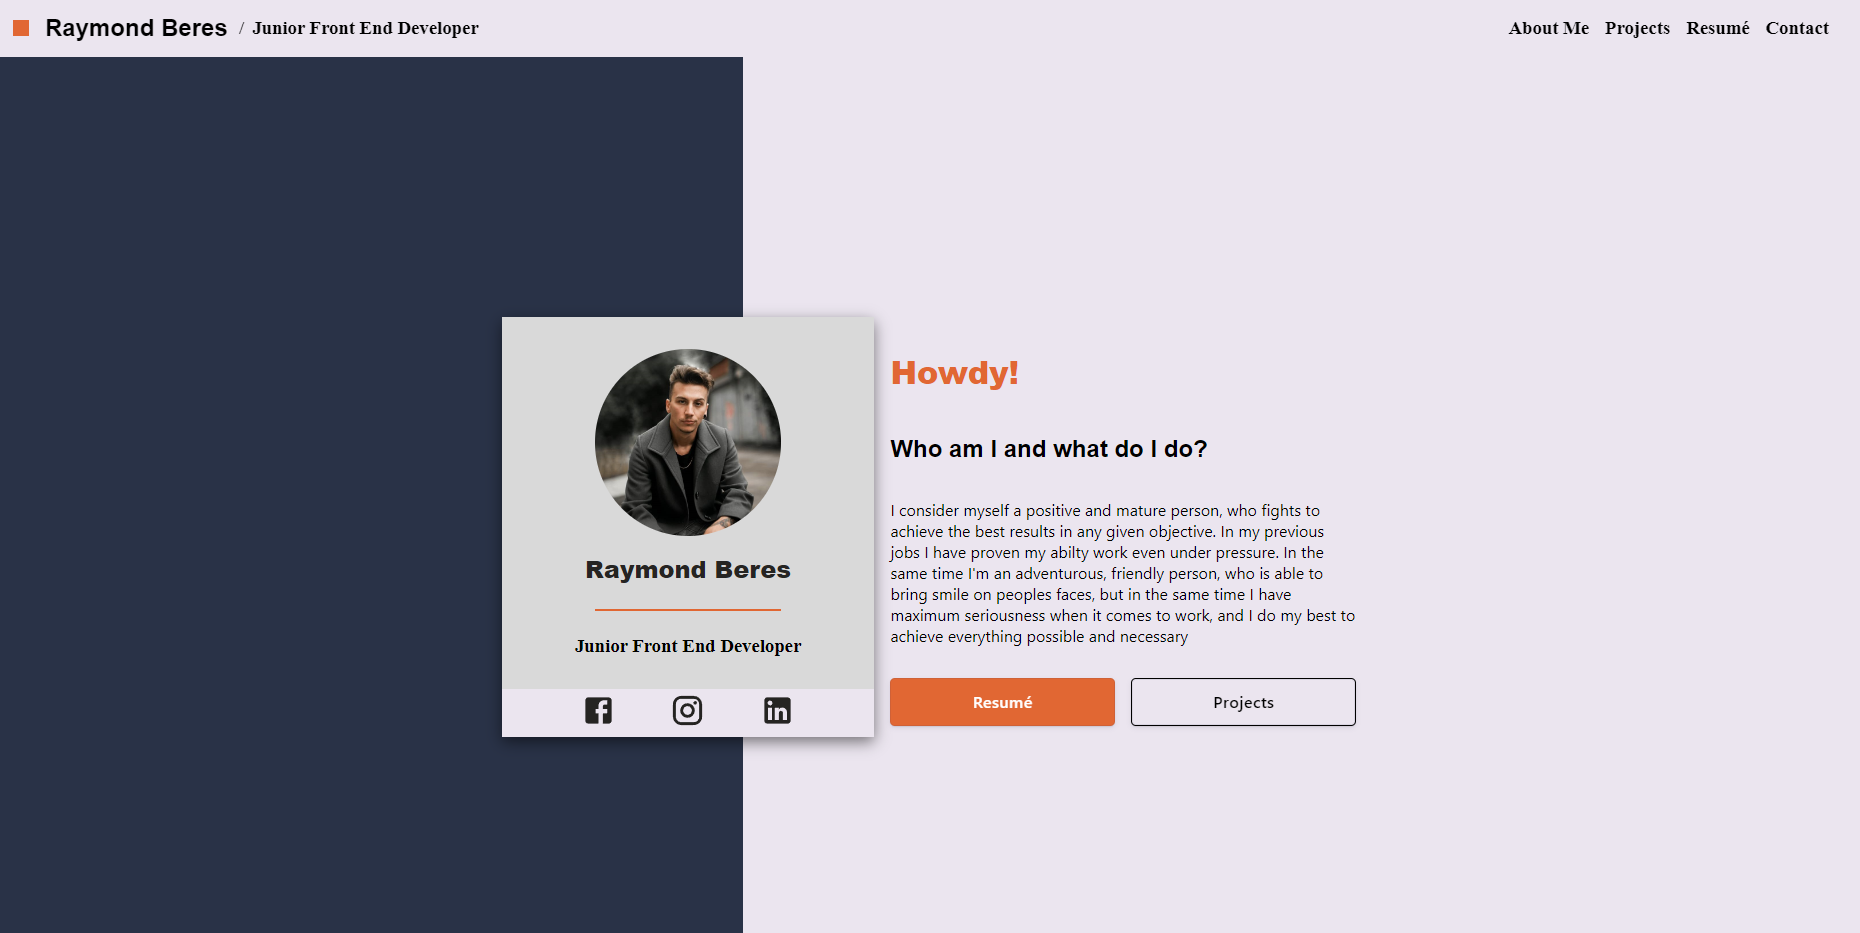 Raymond Beres / Junior Front End Developer
About Me Projects Resumé Contact
Raymond Beres
Junior Front End Developer
Howdy!
Who am I and what do I do?
I consider myself a positive and mature person, who fights to
achieve the best results in any given objective. In my previous
jobs I have proven my abilty work even under pressure. In the
same time I'm an adventurous, friendly person, who is able to
bring smile on peoples faces, but in the same time I have
maximum seriousness when it comes to work, and I do my best to
achieve everything possible and necessary
Resumé
Projects